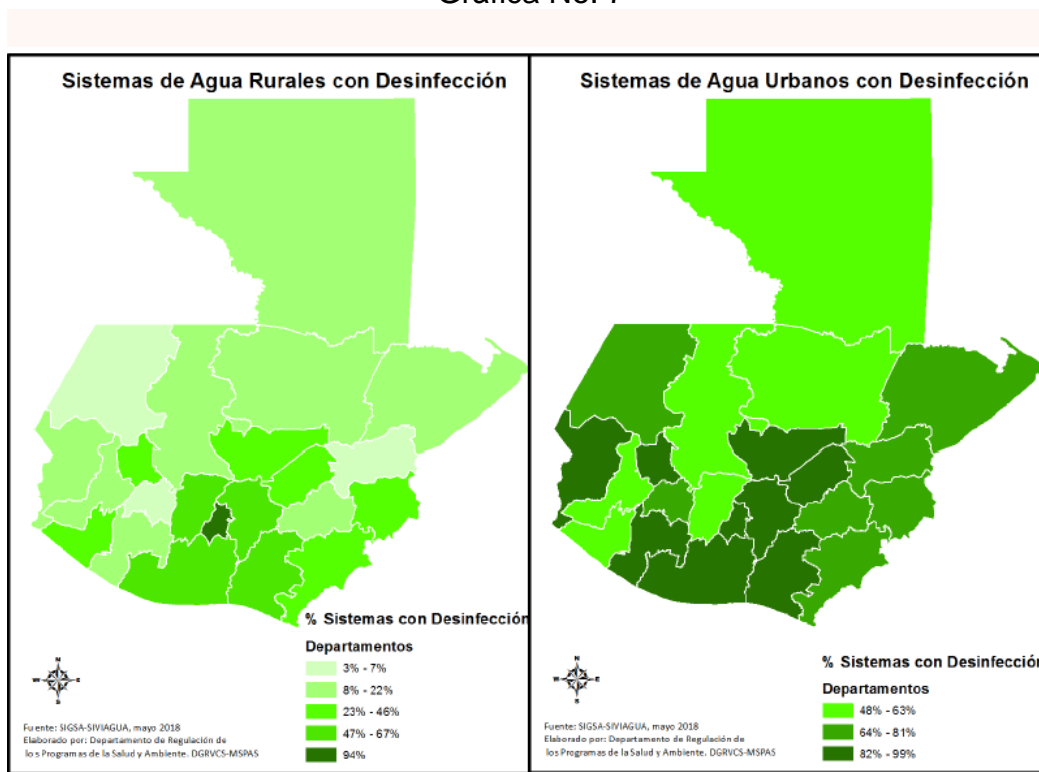 Gráfica No. 7
Sistemas de Agua Rurales con Desinfección
% Sistemas con Desinfección
Departamentos
3% - 7%
8% - 22%
23% - 46%
47% - 67%
94%
N
W E
S
Fuente: SIGSA-SIVIAGUA, mayo 2018
Elaborado por: Departamento de Regulación de
los Programas de la Salud y Ambiente. DGRVCS-MSPAS
Sistemas de Agua Urbanos con Desinfección
% Sistemas con Desinfección
Departamentos
48% - 63%
64% - 81%
82% - 99%
N
W E
S
Fuente: SIGSA-SIVIAGUA, mayo 2018
Elaborado por: Departamento de Regulación de
los Programas de la Salud y Ambiente. DGRVCS-MSPAS